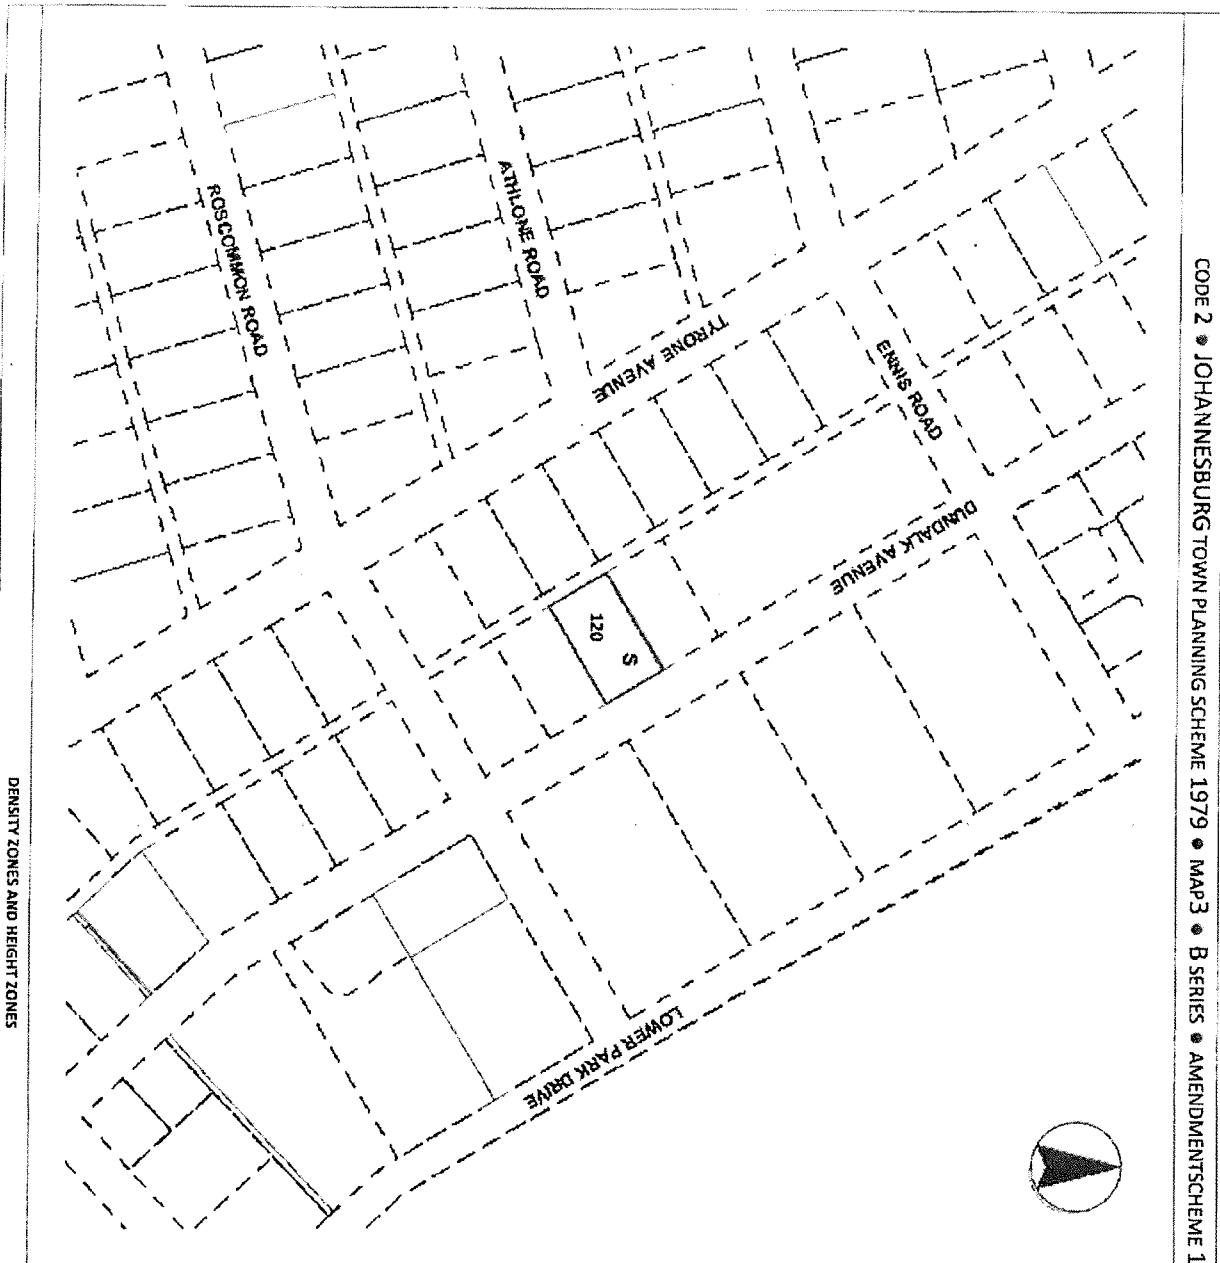 CODE 2 • JOHANNESBURG TOWN PLANNING SCHEME 1979 • MAP3 • B SERIES • AMENDMENTSCHEME 1
ROSCOMMON ROAD
ATHLONE ROAD
TYRONE AVENUE
ENNIS ROAD
DUNDALK AVENUE
120
S
LOWER PARK DRIVE
DENSITY ZONES AND HEIGHT ZONES